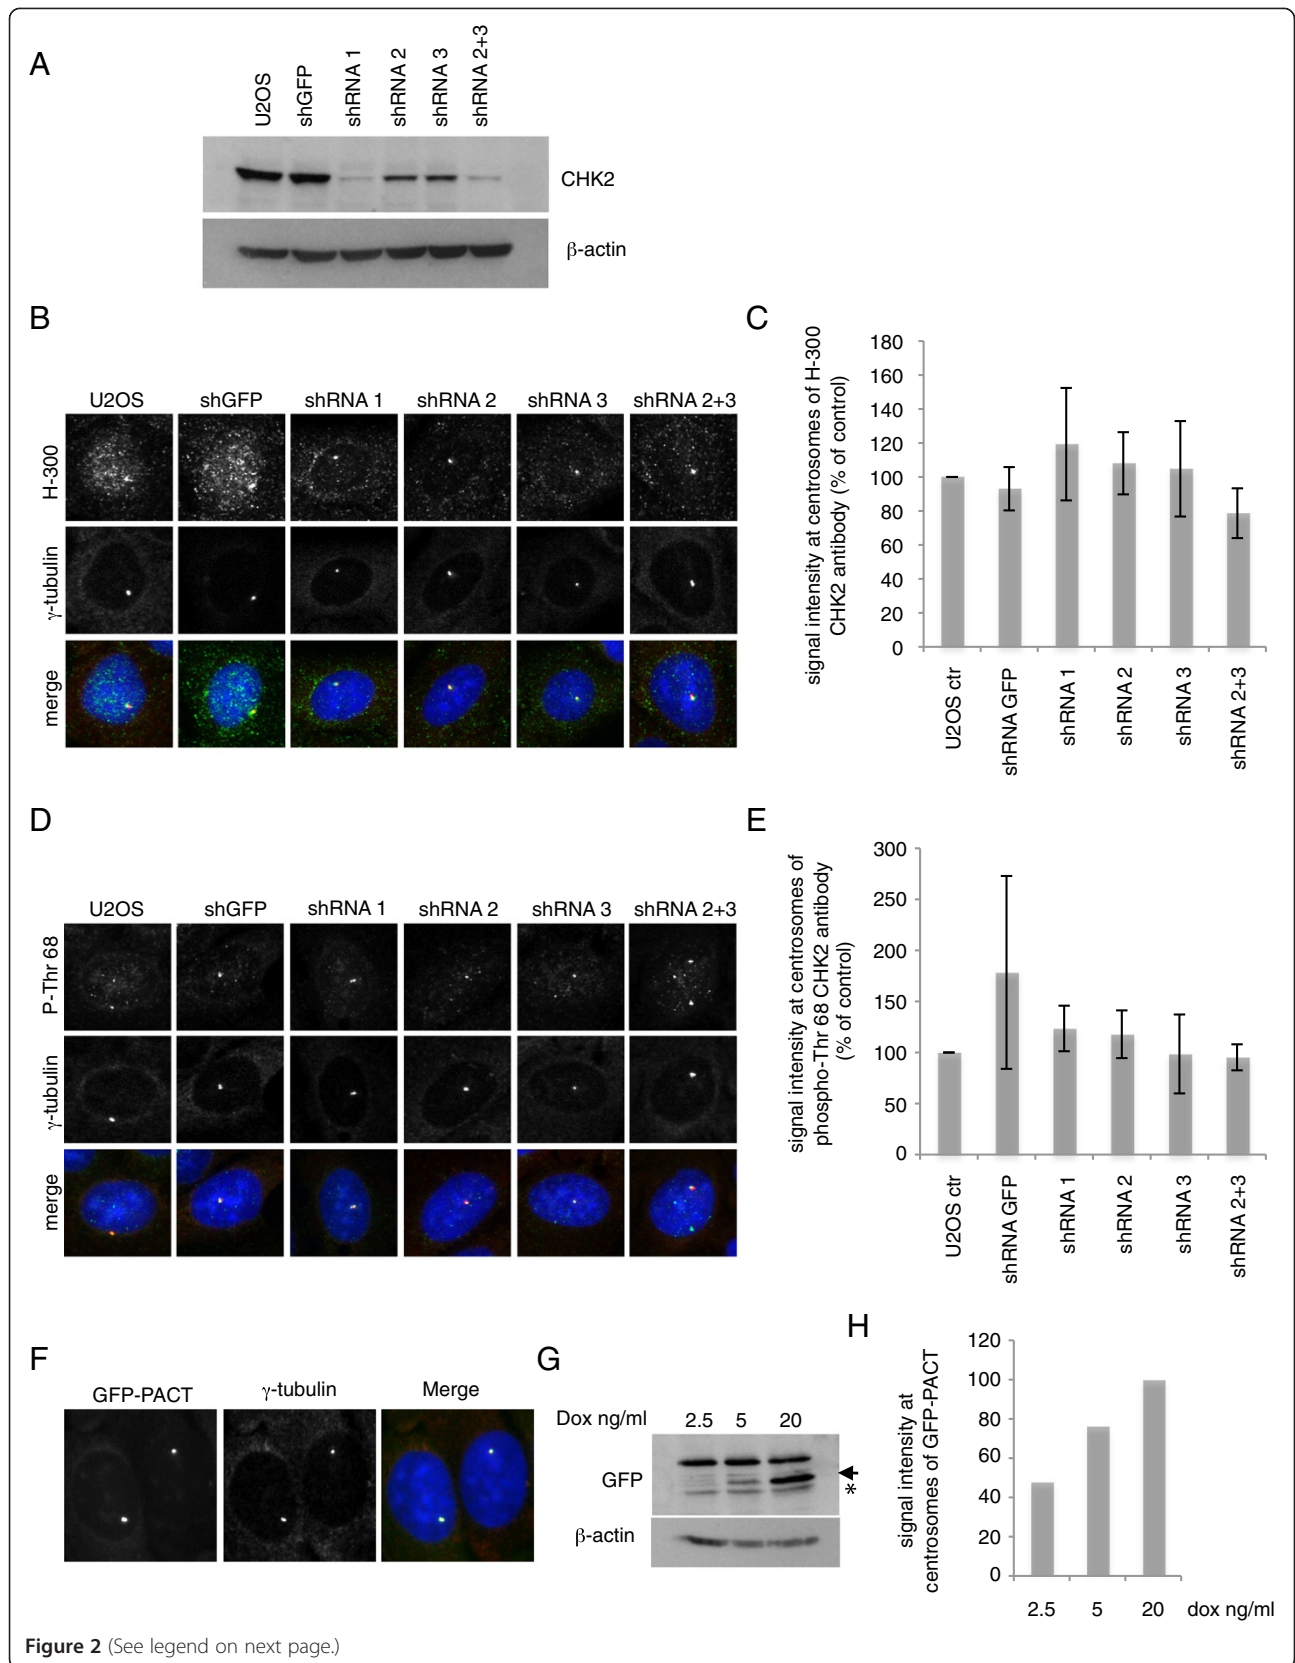 A
U2OS
shGFP
shRNA 1
shRNA 2
shRNA 3
shRNA 2+3
CHK2
β-actin
B
U2OS shGFP shRNA 1 shRNA 2 shRNA 3 shRNA 2+3
H-300
γ-tubulin
merge
C
signal intensity at centrosomes of H-300
CHK2 antibody (% of control)
180
160
140
120
100
80
60
40
20
0
U2OS ctr
shRNA GFP
shRNA 1
shRNA 2
shRNA 3
shRNA 2+3
D
U2OS shGFP shRNA 1 shRNA 2 shRNA 3 shRNA 2+3
P-Thr 68
γ-tubulin
merge
E
signal intensity at centrosomes of
phospho-Thr 68 CHK2 antibody
(% of control)
300
250
200
150
100
50
0
U2OS ctr
shRNA GFP
shRNA 1
shRNA 2
shRNA 3
shRNA 2+3
F
GFP-PACT γ-tubulin Merge
G
Dox ng/ml 2.5 5 20
GFP
*
β-actin
H
signal intensity at
centrosomes of GFP-PACT
120
100
80
60
40
20
0
2.5 5 20 dox ng/ml
Figure 2 (See legend on next page.)